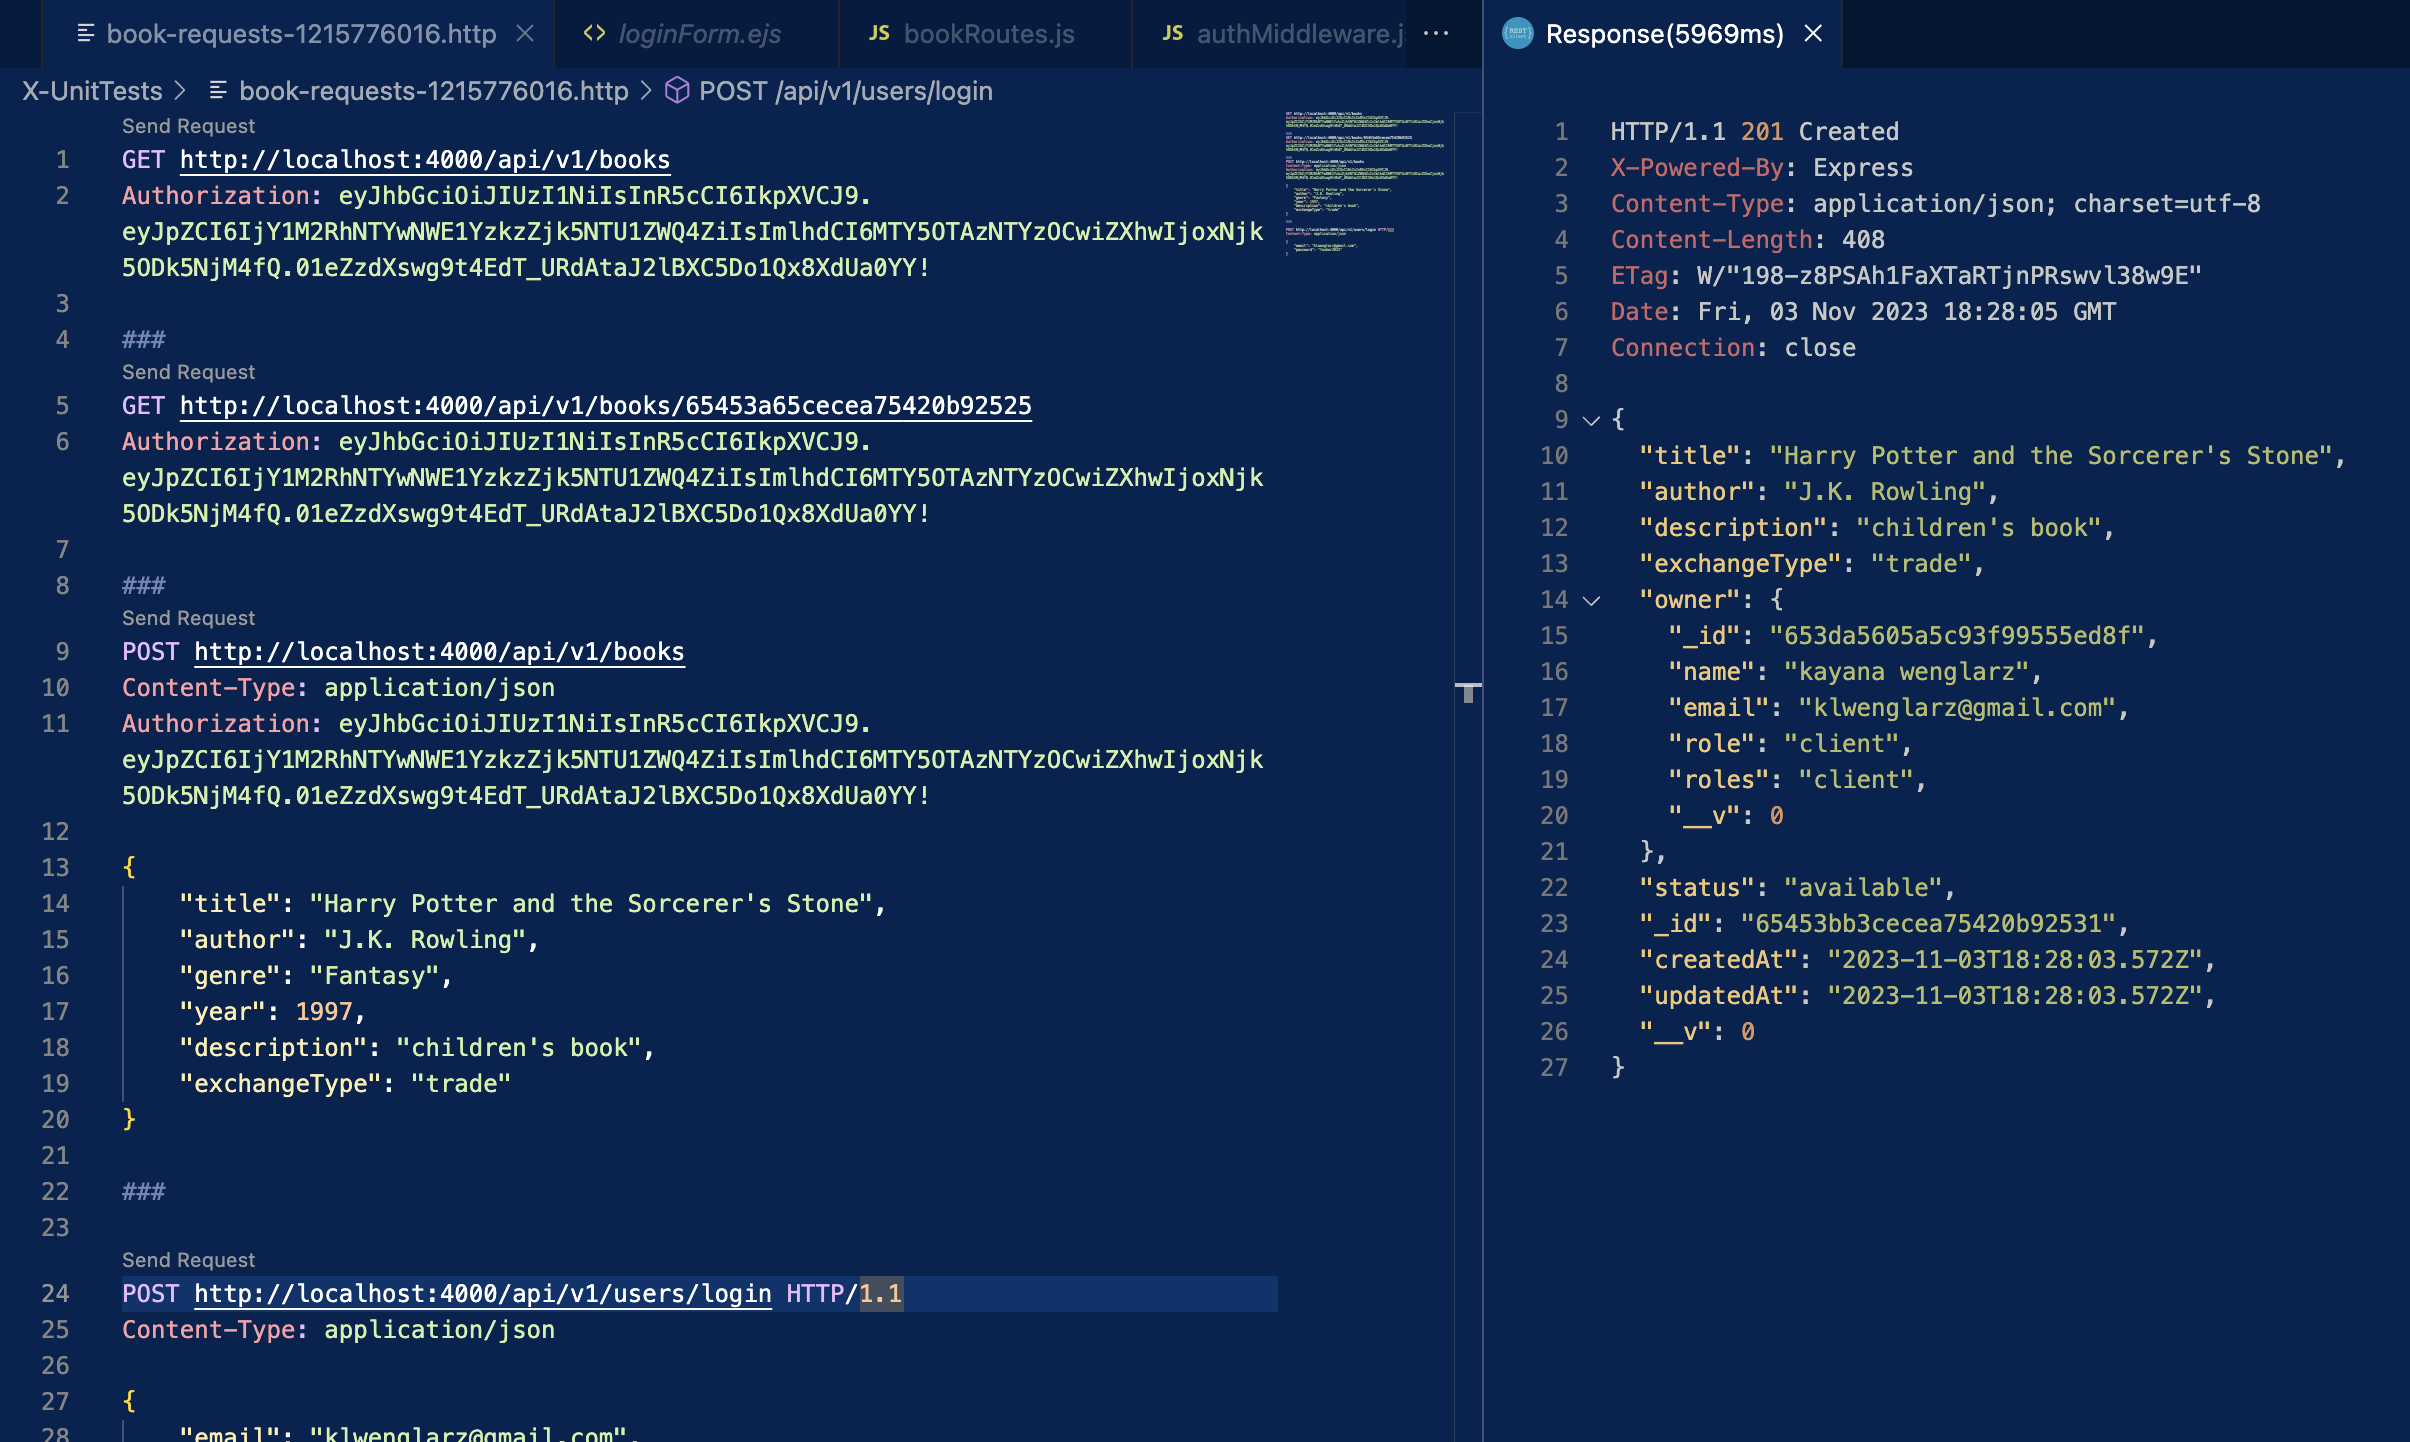 book-requests-1215776016.http
loginForm.ejs
JS bookRoutes.js
JS authMiddleware.j
X-UnitTests > book-requests-1215776016.http > POST /api/v1/users/login
Send Request
1 GET http://localhost:4000/api/v1/books
2 Authorization: eyJhbGciOiJIUzI1NiIsInR5cCI6IkpXVCJ9.
eyJpZCI6IjY1M2RhNTYwNWE1YzkzZjk5NTU1ZWQ4ZiIsImlhdCI6MTY5OTAzNTYzOCwiZXhwIjoxNjk
5ODk5NjM4fQ.01eZzdXswg9t4EdT_URdAtaJ2lBXC5Do1Qx8XdUa0YY!
3
4 ###
Send Request
5 GET http://localhost:4000/api/v1/books/65453a65cecea75420b92525
6 Authorization: eyJhbGciOiJIUzI1NiIsInR5cCI6IkpXVCJ9.
eyJpZCI6IjY1M2RhNTYwNWE1YzkzZjk5NTU1ZWQ4ZiIsImlhdCI6MTY5OTAzNTYzOCwiZXhwIjoxNjk
5ODk5NjM4fQ.01eZzdXswg9t4EdT_URdAtaJ2lBXC5Do1Qx8XdUa0YY!
7
8 ###
Send Request
9 POST http://localhost:4000/api/v1/books
10 Content-Type: application/json
11 Authorization: eyJhbGciOiJIUzI1NiIsInR5cCI6IkpXVCJ9.
eyJpZCI6IjY1M2RhNTYwNWE1YzkzZjk5NTU1ZWQ4ZiIsImlhdCI6MTY5OTAzNTYzOCwiZXhwIjoxNjk
5ODk5NjM4fQ.01eZzdXswg9t4EdT_URdAtaJ2lBXC5Do1Qx8XdUa0YY!
12
13 {
14 "title": "Harry Potter and the Sorcerer's Stone",
15 "author": "J.K. Rowling",
16 "genre": "Fantasy",
17 "year": 1997,
18 "description": "children's book",
19 "exchangeType": "trade"
20 }
21
22 ###
23
Send Request
24 POST http://localhost:4000/api/v1/users/login HTTP/1.1
25 Content-Type: application/json
26
27 {
28 "email": "klwenglarz@gmail.com",
Response(5969ms)
1 HTTP/1.1 201 Created
2 X-Powered-By: Express
3 Content-Type: application/json; charset=utf-8
4 Content-Length: 408
5 ETag: W/"198-z8PSAh1FaXTaRTjnPRswvl38w9E"
6 Date: Fri, 03 Nov 2023 18:28:05 GMT
7 Connection: close
8
9 {
10 "title": "Harry Potter and the Sorcerer's Stone",
11 "author": "J.K. Rowling",
12 "description": "children's book",
13 "exchangeType": "trade",
14 "owner": {
15 "_id": "653da5605a5c93f99555ed8f",
16 "name": "kayana wenglarz",
17 "email": "klwenglarz@gmail.com",
18 "role": "client",
19 "roles": "client",
20 "__v": 0
21 },
22 "status": "available",
23 "_id": "65453bb3cecea75420b92531",
24 "createdAt": "2023-11-03T18:28:03.572Z",
25 "updatedAt": "2023-11-03T18:28:03.572Z",
26 "__v": 0
27 }